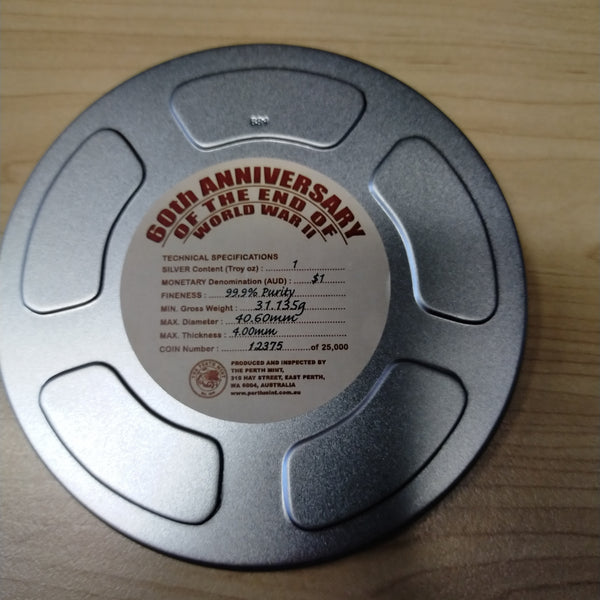 689
60th ANNIVERSARY
OF THE END OF
WORLD WAR II
TECHNICAL SPECIFICATIONS
SILVER Content (Troy oz) : 1
MONETARY Denomination (AUD) : $1
FINENESS : 99.9% Purity
MIN. Gross Weight : 31.135g
MAX. Diameter : 40.60mm
MAX. Thickness : 4.00mm
COIN Number : 12375 of 25,000
PRODUCED AND INSPECTED BY
THE PERTH MINT,
310 HAY STREET, EAST PERTH,
WA 6004, AUSTRALIA
www.perthmint.com.au